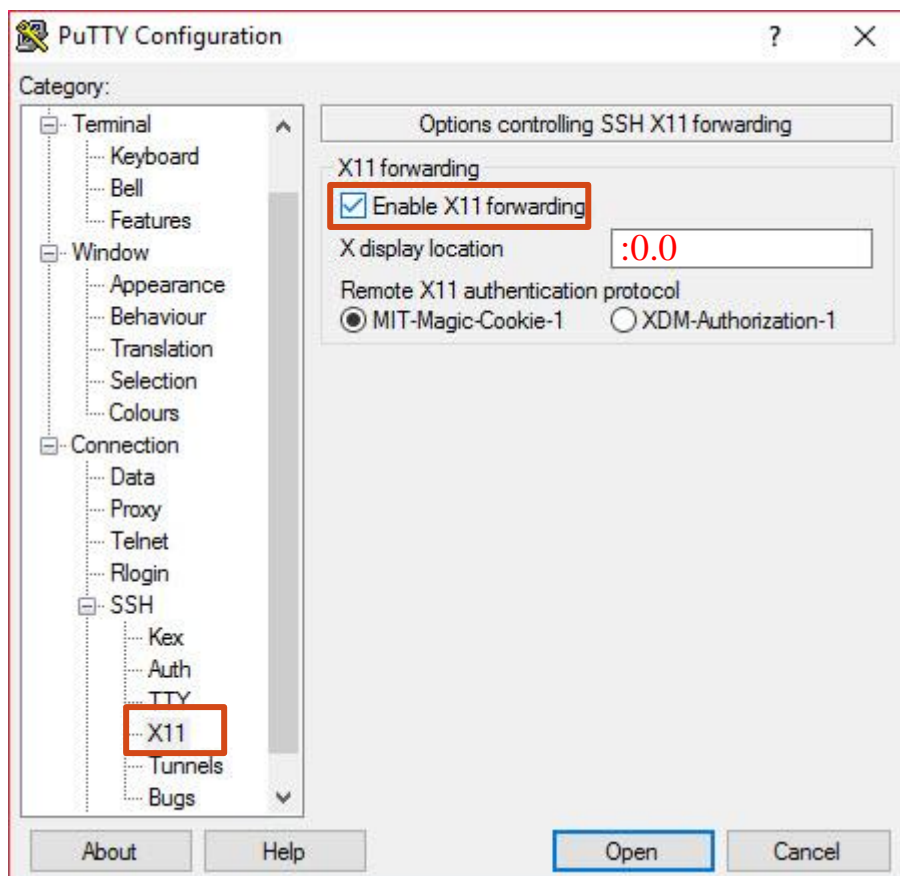 PuTTY Configuration
?
Category:
Terminal
Keyboard
Bell
Features
Window
Appearance
Behaviour
Translation
Selection
Colours
Connection
Data
Proxy
Telnet
Rlogin
SSH
Kex
Auth
TTY
X11
Tunnels
Bugs
Options controlling SSH X11 forwarding
X11 forwarding
Enable X11 forwarding
X display location :0.0
Remote X11 authentication protocol
MIT-Magic-Cookie-1 XDM-Authorization-1
About Help Open Cancel